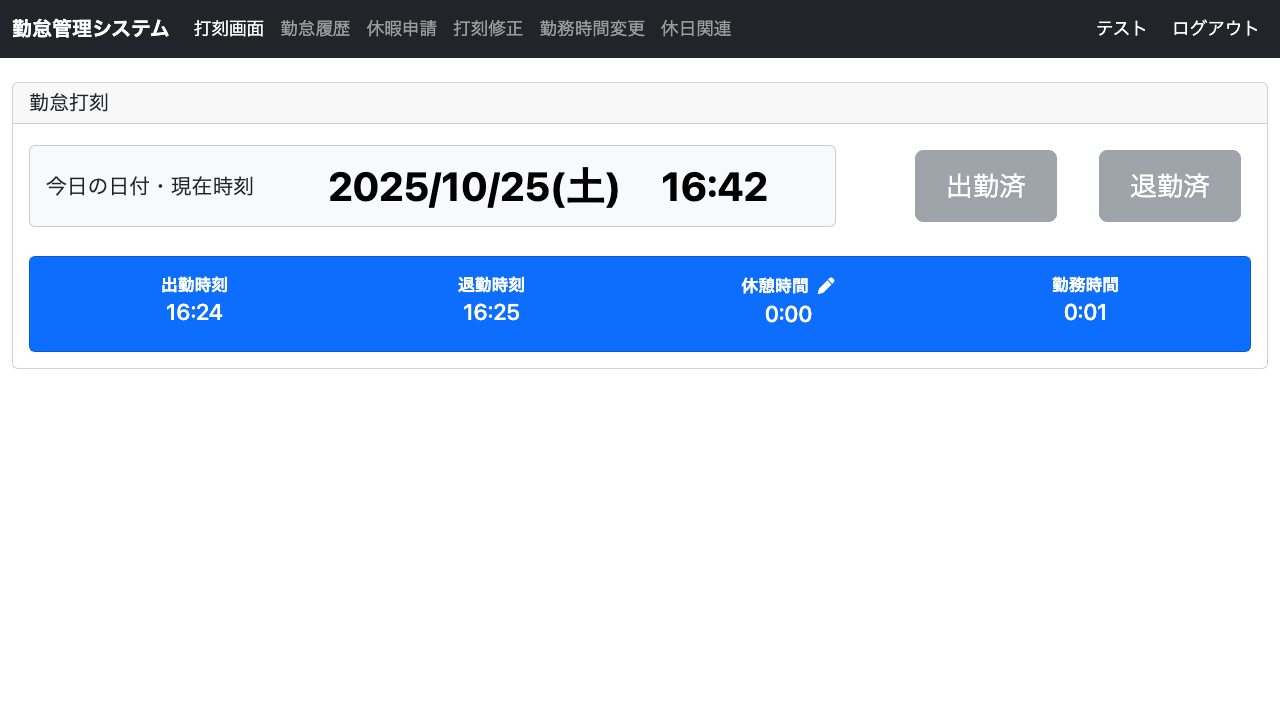 勤怠管理システム 打刻画面 勤怠履歴 休暇申請 打刻修正 勤務時間変更 休日関連 テスト ログアウト
勤怠打刻
今日の日付・現在時刻 2025/10/25(土) 16:42 出勤済 退勤済
出勤時刻 退勤時刻 休憩時間 勤務時間
16:24 16:25 0:00 0:01